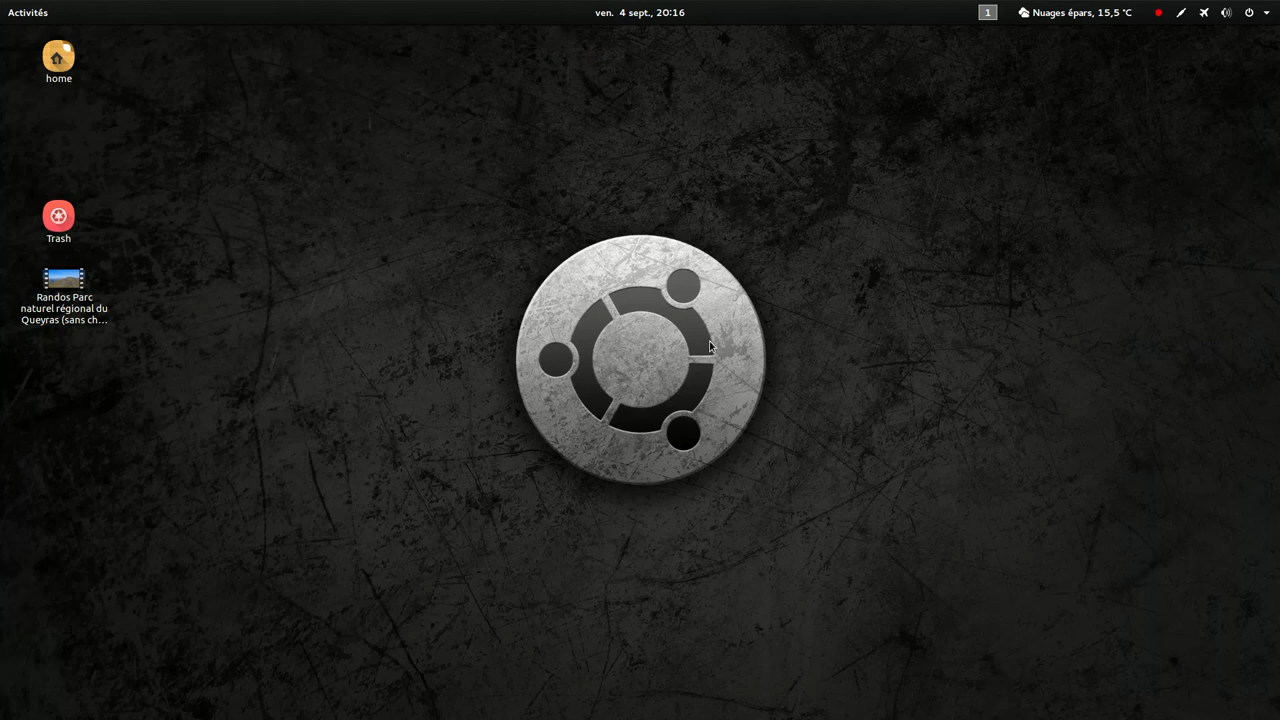 Activités
ven. 4 sept., 20:16
1
Nuages épars, 15,5 °C
home
Trash
Randos Parc
naturel régional du
Queyras (sans ch...